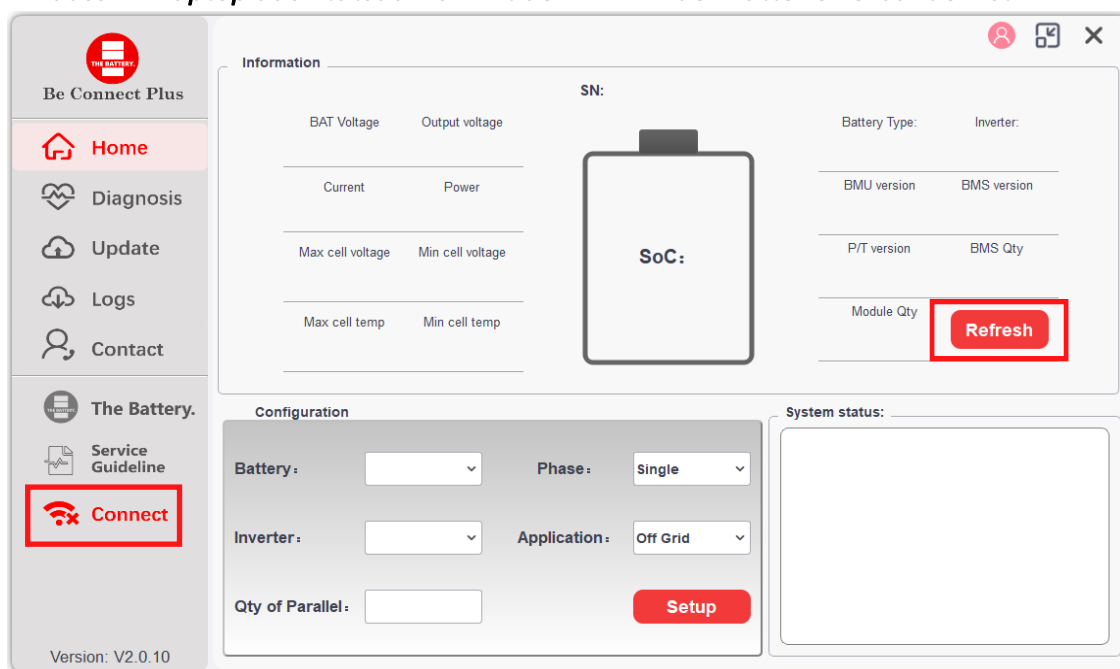 THE BATTERY.
Be Connect Plus
Home
Diagnosis
Update
Logs
Contact
THE BATTERY.
The Battery.
Service
Guideline
Connect
Version: V2.0.10
Information
SN:
BAT Voltage Output voltage
Current Power
Max cell voltage Min cell voltage
Max cell temp Min cell temp
SoC:
Battery Type: Inverter:
BMU version BMS version
P/T version BMS Qty
Module Qty
Refresh
Configuration
Battery: Phase: Single
Inverter: Application: Off Grid
Qty of Parallel: Setup
System status: